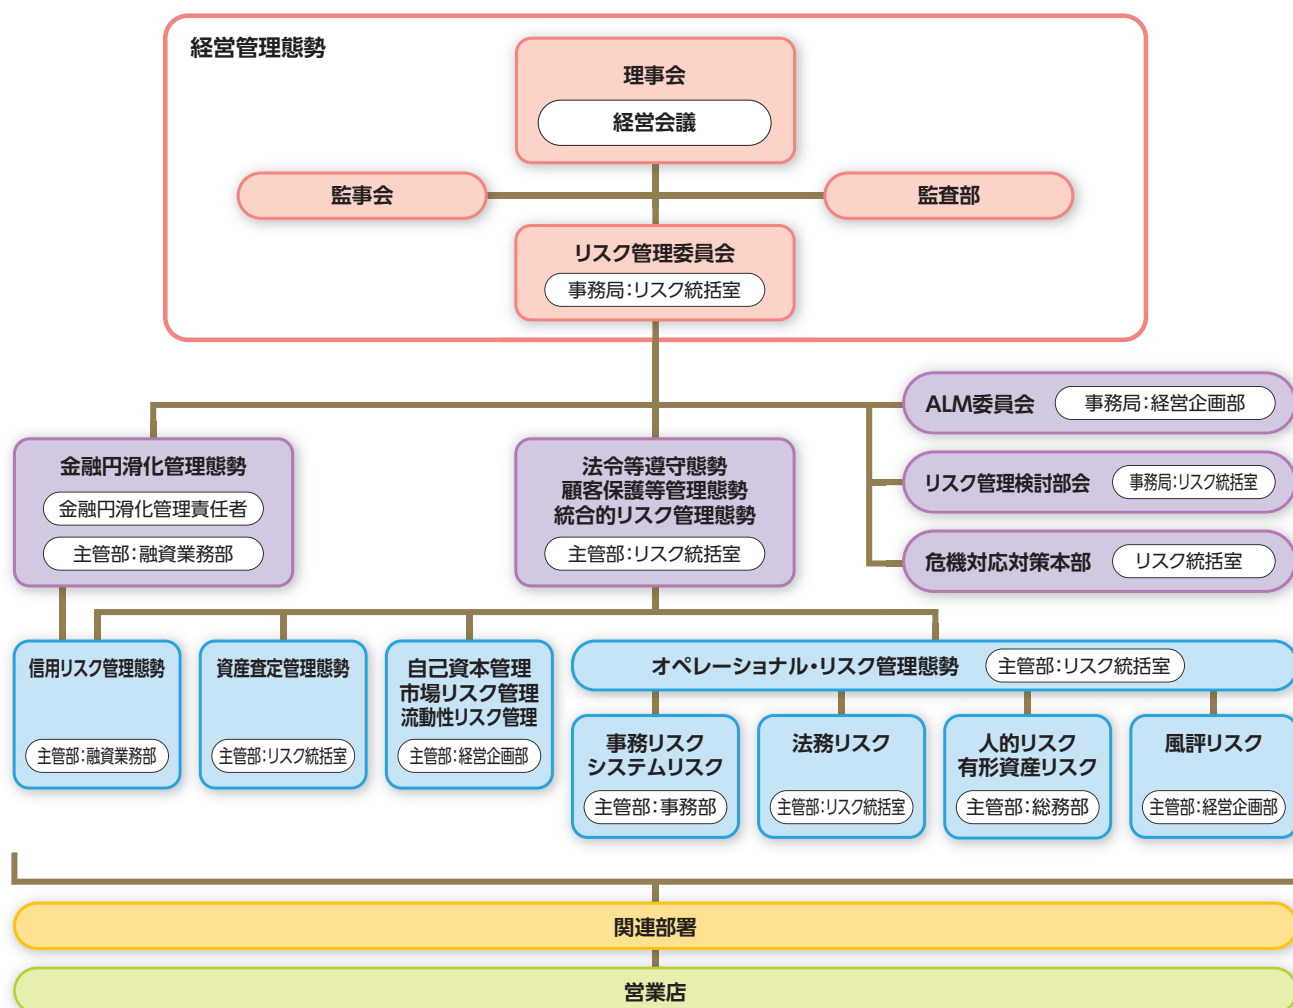 経営管理態勢
理事会
経営会議
監事会
監査部
リスク管理委員会
事務局：リスク統括室
ALM委員会
事務局：経営企画部
リスク管理検討部会
事務局：リスク統括室
危機対応対策本部
リスク統括室
金融円滑化管理態勢
金融円滑化管理責任者
主管部：融資業務部
法令等遵守態勢
顧客保護等管理態勢
統合的リスク管理態勢
主管部：リスク統括室
信用リスク管理態勢
主管部：融資業務部
資産査定管理態勢
主管部：リスク統括室
自己資本管理
市場リスク管理
流動性リスク管理
主管部：経営企画部
オペレーショナル・リスク管理態勢
主管部：リスク統括室
事務リスク
システムリスク
主管部：事務部
法務リスク
主管部：リスク統括室
人的リスク
有形資産リスク
主管部：総務部
風評リスク
主管部：経営企画部
関連部署
営業店